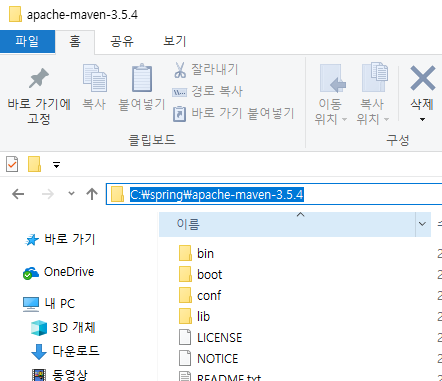 apache-maven-3.5.4
파일 홈 공유 보기
바로 가기에 고정
복사
붙여넣기
잘라내기
경로 복사
바로 가기 붙여넣기
클립보드
이동 위치
복사 위치
삭제
구성
C:₩spring₩apache-maven-3.5.4
바로 가기
OneDrive
내 PC
3D 개체
다운로드
동영상
이름
bin
boot
conf
lib
LICENSE
NOTICE
README.txt